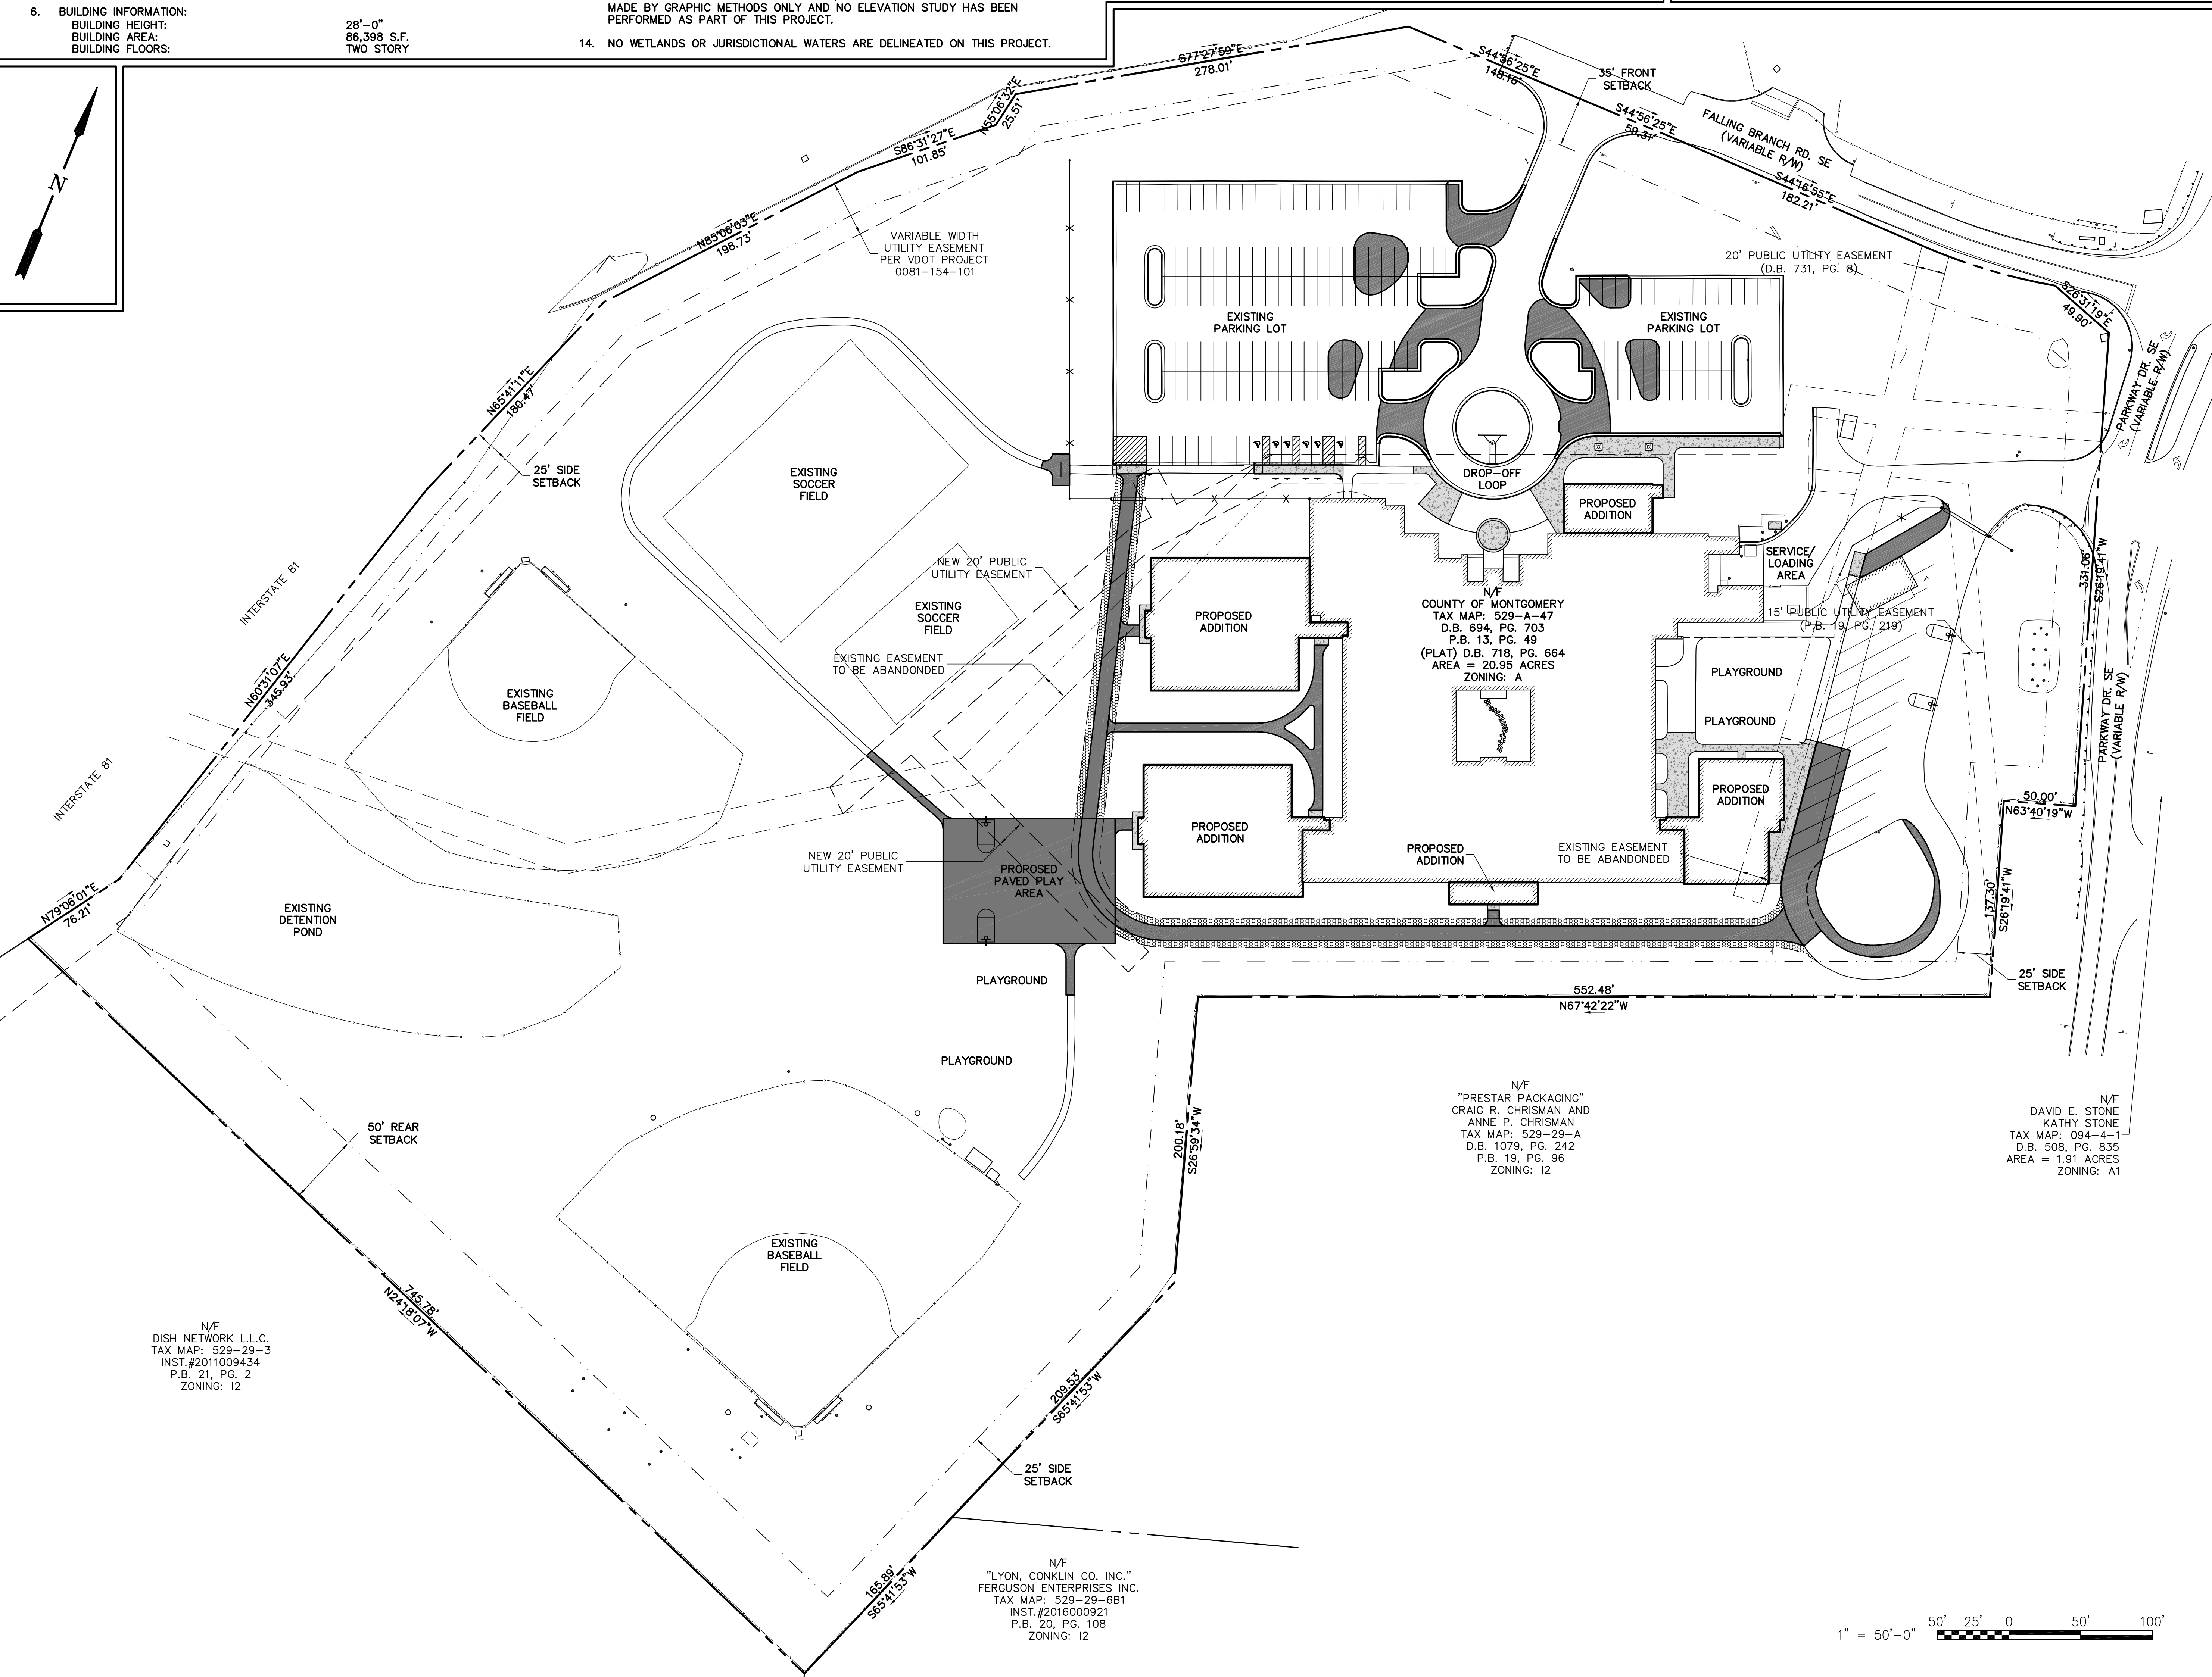 6. BUILDING INFORMATION:
BUILDING HEIGHT: 28'-0"
BUILDING AREA: 86,398 S.F.
BUILDING FLOORS: TWO STORY
MADE BY GRAPHIC METHODS ONLY AND NO ELEVATION STUDY HAS BEEN
PERFORMED AS PART OF THIS PROJECT.
14. NO WETLANDS OR JURISDICTIONAL WATERS ARE DELINEATED ON THIS PROJECT.
N
S77°27'59"E
278.01'
N55°06'32"E
25.51'
S86°31'27"E
101.85'
N85°06'03"E
198.73'
N65°41'11"E
180.47'
N60°31'07"E
345.93'
N79°06'01"E
76.21'
S44°56'25"E
148.16'
35' FRONT
SETBACK
S44°56'25"E
59.31'
FALLING BRANCH RD. SE
(VARIABLE R/W)
S44°16'55"E
182.21'
20' PUBLIC UTILITY EASEMENT
(D.B. 731, PG. 8)
S26°31'19"E
49.90'
PARKWAY DR. SE
(VARIABLE R/W)
VARIABLE WIDTH
UTILITY EASEMENT
PER VDOT PROJECT
0081-154-101
EXISTING
PARKING LOT
EXISTING
PARKING LOT
25' SIDE
SETBACK
EXISTING
SOCCER
FIELD
DROP-OFF
LOOP
PROPOSED
ADDITION
SERVICE/
LOADING
AREA
331.06'
S26°19'41"W
INTERSTATE 81
NEW 20' PUBLIC
UTILITY EASEMENT
EXISTING
SOCCER
FIELD
PROPOSED
ADDITION
N/F
COUNTY OF MONTGOMERY
TAX MAP: 529-A-47
D.B. 694, PG. 703
P.B. 13, PG. 49
(PLAT) D.B. 718, PG. 664
AREA = 20.95 ACRES
ZONING: A
15' PUBLIC UTILITY EASEMENT
(P.B. 19, PG. 219)
EXISTING EASEMENT
TO BE ABANDONDED
PLAYGROUND
PLAYGROUND
PARKWAY DR. SE
(VARIABLE R/W)
EXISTING
BASEBALL
FIELD
INTERSTATE 81
PROPOSED
ADDITION
50.00'
N63°40'19"W
NEW 20' PUBLIC
UTILITY EASEMENT
PROPOSED
PAVED PLAY
AREA
PROPOSED
ADDITION
PROPOSED
ADDITION
EXISTING EASEMENT
TO BE ABANDONDED
137.30'
S26°19'41"W
EXISTING
DETENTION
POND
PLAYGROUND
25' SIDE
SETBACK
552.48'
N67°42'22"W
PLAYGROUND
50' REAR
SETBACK
200.18'
S26°59'34"W
N/F
"PRESTAR PACKAGING"
CRAIG R. CHRISMAN AND
ANNE P. CHRISMAN
TAX MAP: 529-29-A
D.B. 1079, PG. 242
P.B. 19, PG. 96
ZONING: I2
N/F
DAVID E. STONE
KATHY STONE
TAX MAP: 094-4-1
D.B. 508, PG. 835
AREA = 1.91 ACRES
ZONING: A1
EXISTING
BASEBALL
FIELD
745.78'
N24°18'07"W
N/F
DISH NETWORK L.L.C.
TAX MAP: 529-29-3
INST.#2011009434
P.B. 21, PG. 2
ZONING: I2
209.53'
S65°41'53"W
25' SIDE
SETBACK
165.89'
S65°41'53"W
N/F
"LYON, CONKLIN CO. INC."
FERGUSON ENTERPRISES INC.
TAX MAP: 529-29-6B1
INST.#2016000921
P.B. 20, PG. 108
ZONING: I2
1" = 50'-0"
50' 25' 0 50' 100'